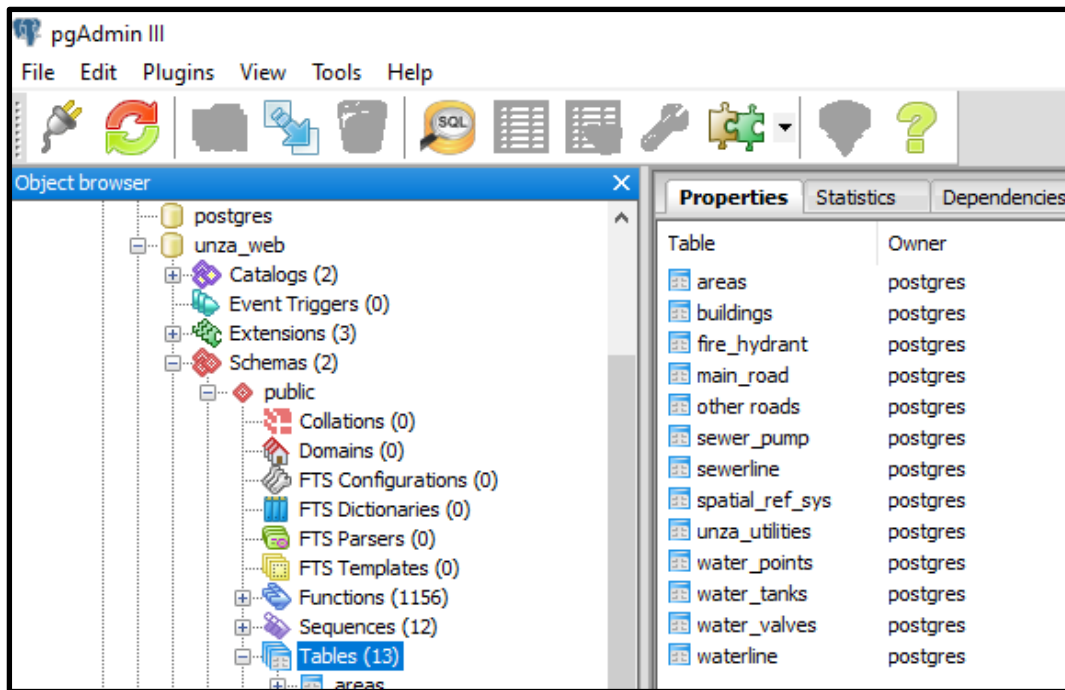 pgAdmin III
File Edit Plugins View Tools Help
SQL
Object browser
postgres
unza_web
Catalogs (2)
Event Triggers (0)
Extensions (3)
Schemas (2)
public
Collations (0)
Domains (0)
FTS Configurations (0)
FTS Dictionaries (0)
FTS Parsers (0)
FTS Templates (0)
Functions (1156)
Sequences (12)
Tables (13)
areas
Properties Statistics Dependencies
Table Owner
areas postgres
buildings postgres
fire_hydrant postgres
main_road postgres
other roads postgres
sewer_pump postgres
sewerline postgres
spatial_ref_sys postgres
unza_utilities postgres
water_points postgres
water_tanks postgres
water_valves postgres
waterline postgres